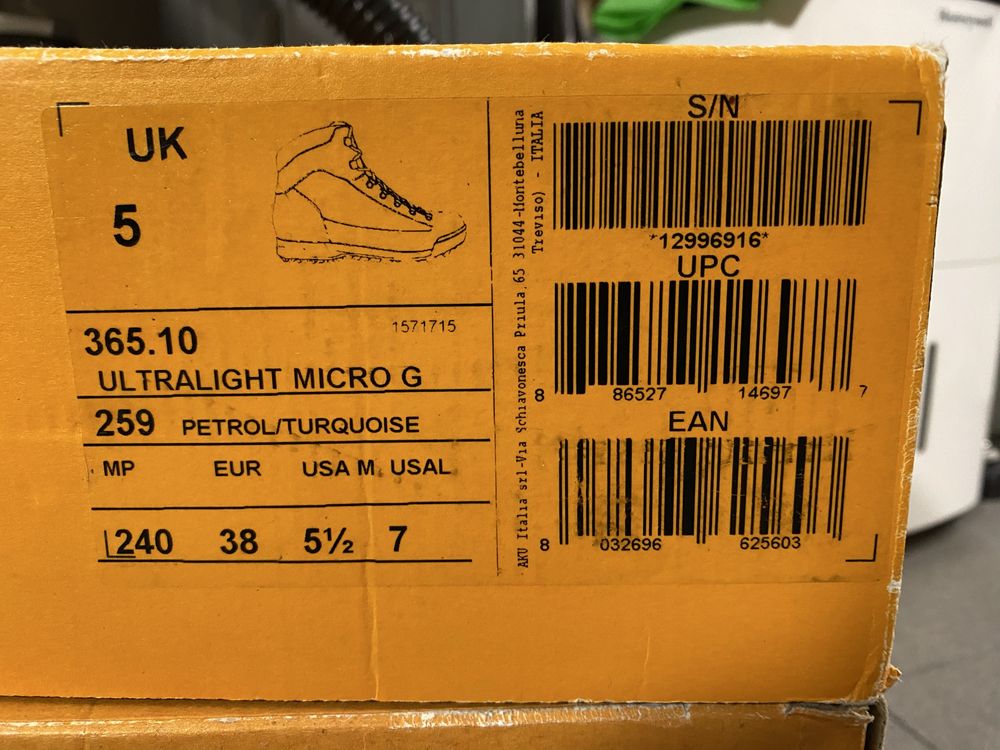 Honeywell
UK
5
365.10
1571715
ULTRALIGHT MICRO G
259 PETROL/TURQUOISE
MP EUR USA M USAL
240 38 5½ 7
AKU Italia srl-Via Schiavonesca Priula,65 31044-Montebelluna
Treviso) - ITALIA
S/N
*12996916*
UPC
8 86527 14697 7
EAN
8 032696 625603